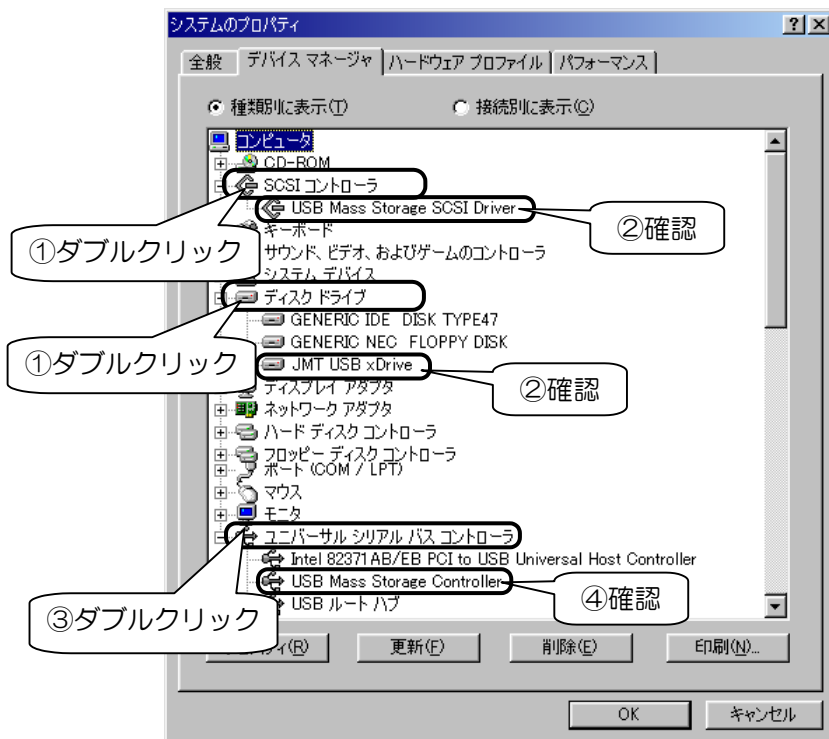 システムのプロパティ
全般 デバイス マネージャ ハードウェア プロファイル パフォーマンス
種類別に表示(T) 接続別に表示(C)
コンピュータ
CD-ROM
SCSI コントローラ
USB Mass Storage SCSI Driver
②確認
キーボード
①ダブルクリック
サウンド、ビデオ、およびゲームのコントローラ
システム デバイス
ディスク ドライブ
GENERIC IDE DISK TYPE47
GENERIC NEC FLOPPY DISK
①ダブルクリック
JMT USB xDrive
②確認
ディスプレイ アダプタ
ネットワーク アダプタ
ハード ディスク コントローラ
フロッピー ディスク コントローラ
ポート (COM / LPT)
マウス
モニタ
ユニバーサル シリアル バス コントローラ
Intel 82371AB/EB PCI to USB Universal Host Controller
USB Mass Storage Controller
④確認
③ダブルクリック
USB ルート ハブ
(R) 更新(F) 削除(E) 印刷(N)...
OK キャンセル